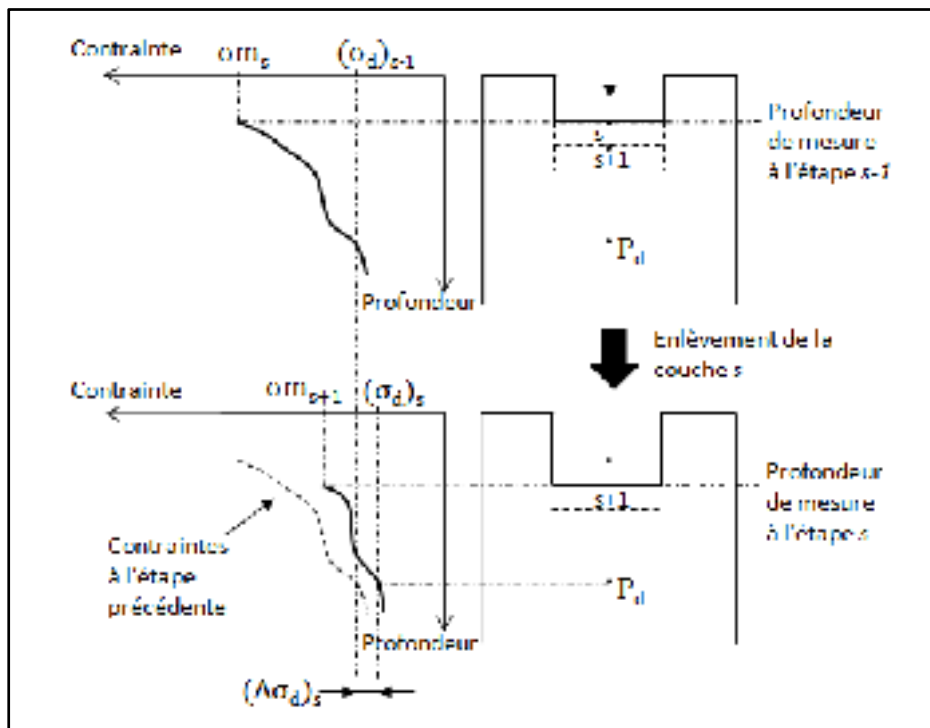 Contrainte
σm_s
(σ_d)_{s-1}
Profondeur
de mesure
à l'étape s-1
s
s+1
P_d
Profondeur
Enlèvement de la
couche s
Contrainte
σm_{s+1}
(σ_d)_s
Profondeur
de mesure
à l'étape s
s+1
Contraintes
à l'étape
précédente
P_d
Profondeur
(Δσ_d)_s